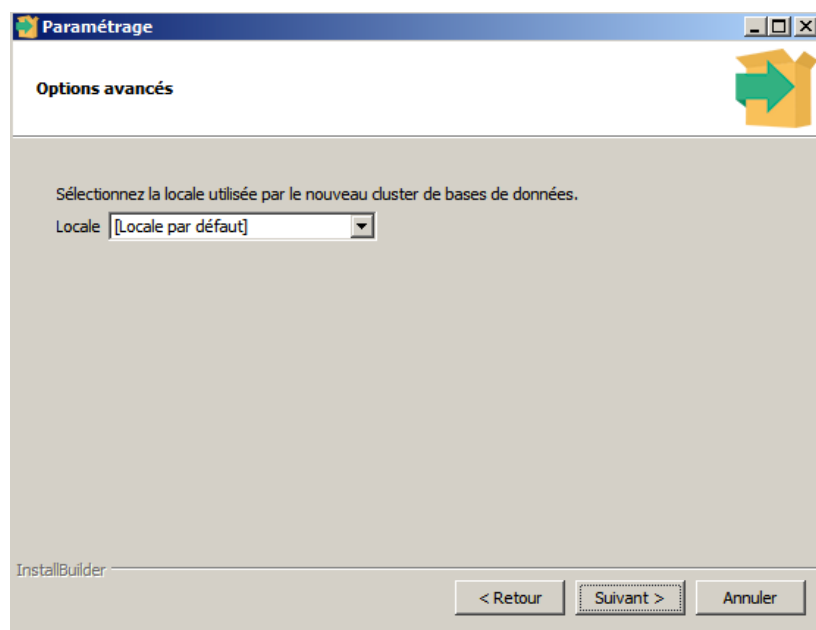 Paramétrage
Options avancés
Sélectionnez la locale utilisée par le nouveau cluster de bases de données.
Locale [Locale par défaut]
InstallBuilder
< Retour Suivant > Annuler